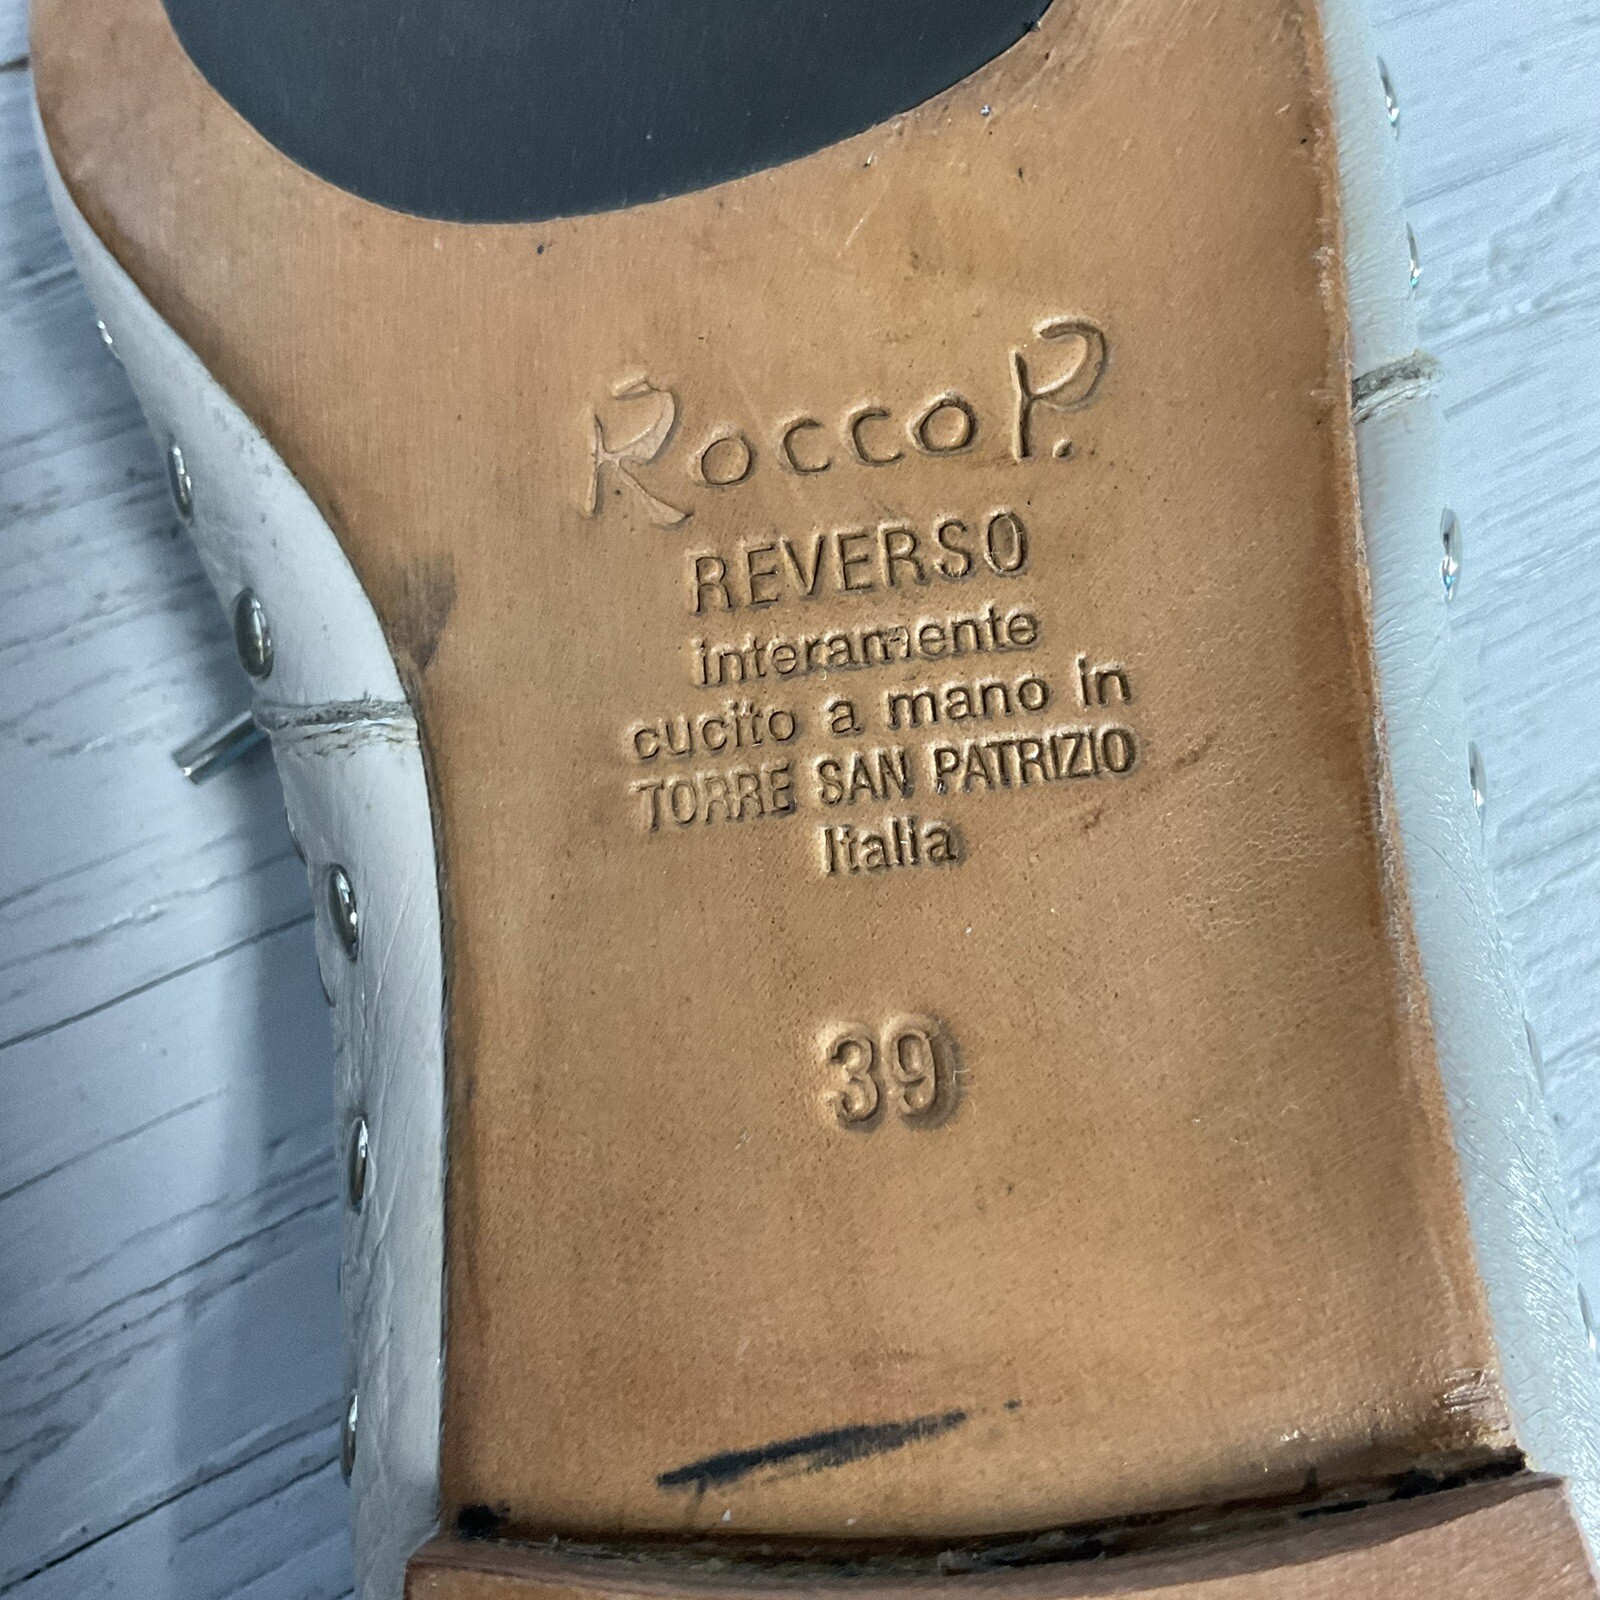 Rocco P.
REVERSO
interamente
cucito a mano in
TORRE SAN PATRIZIO
Italia
39